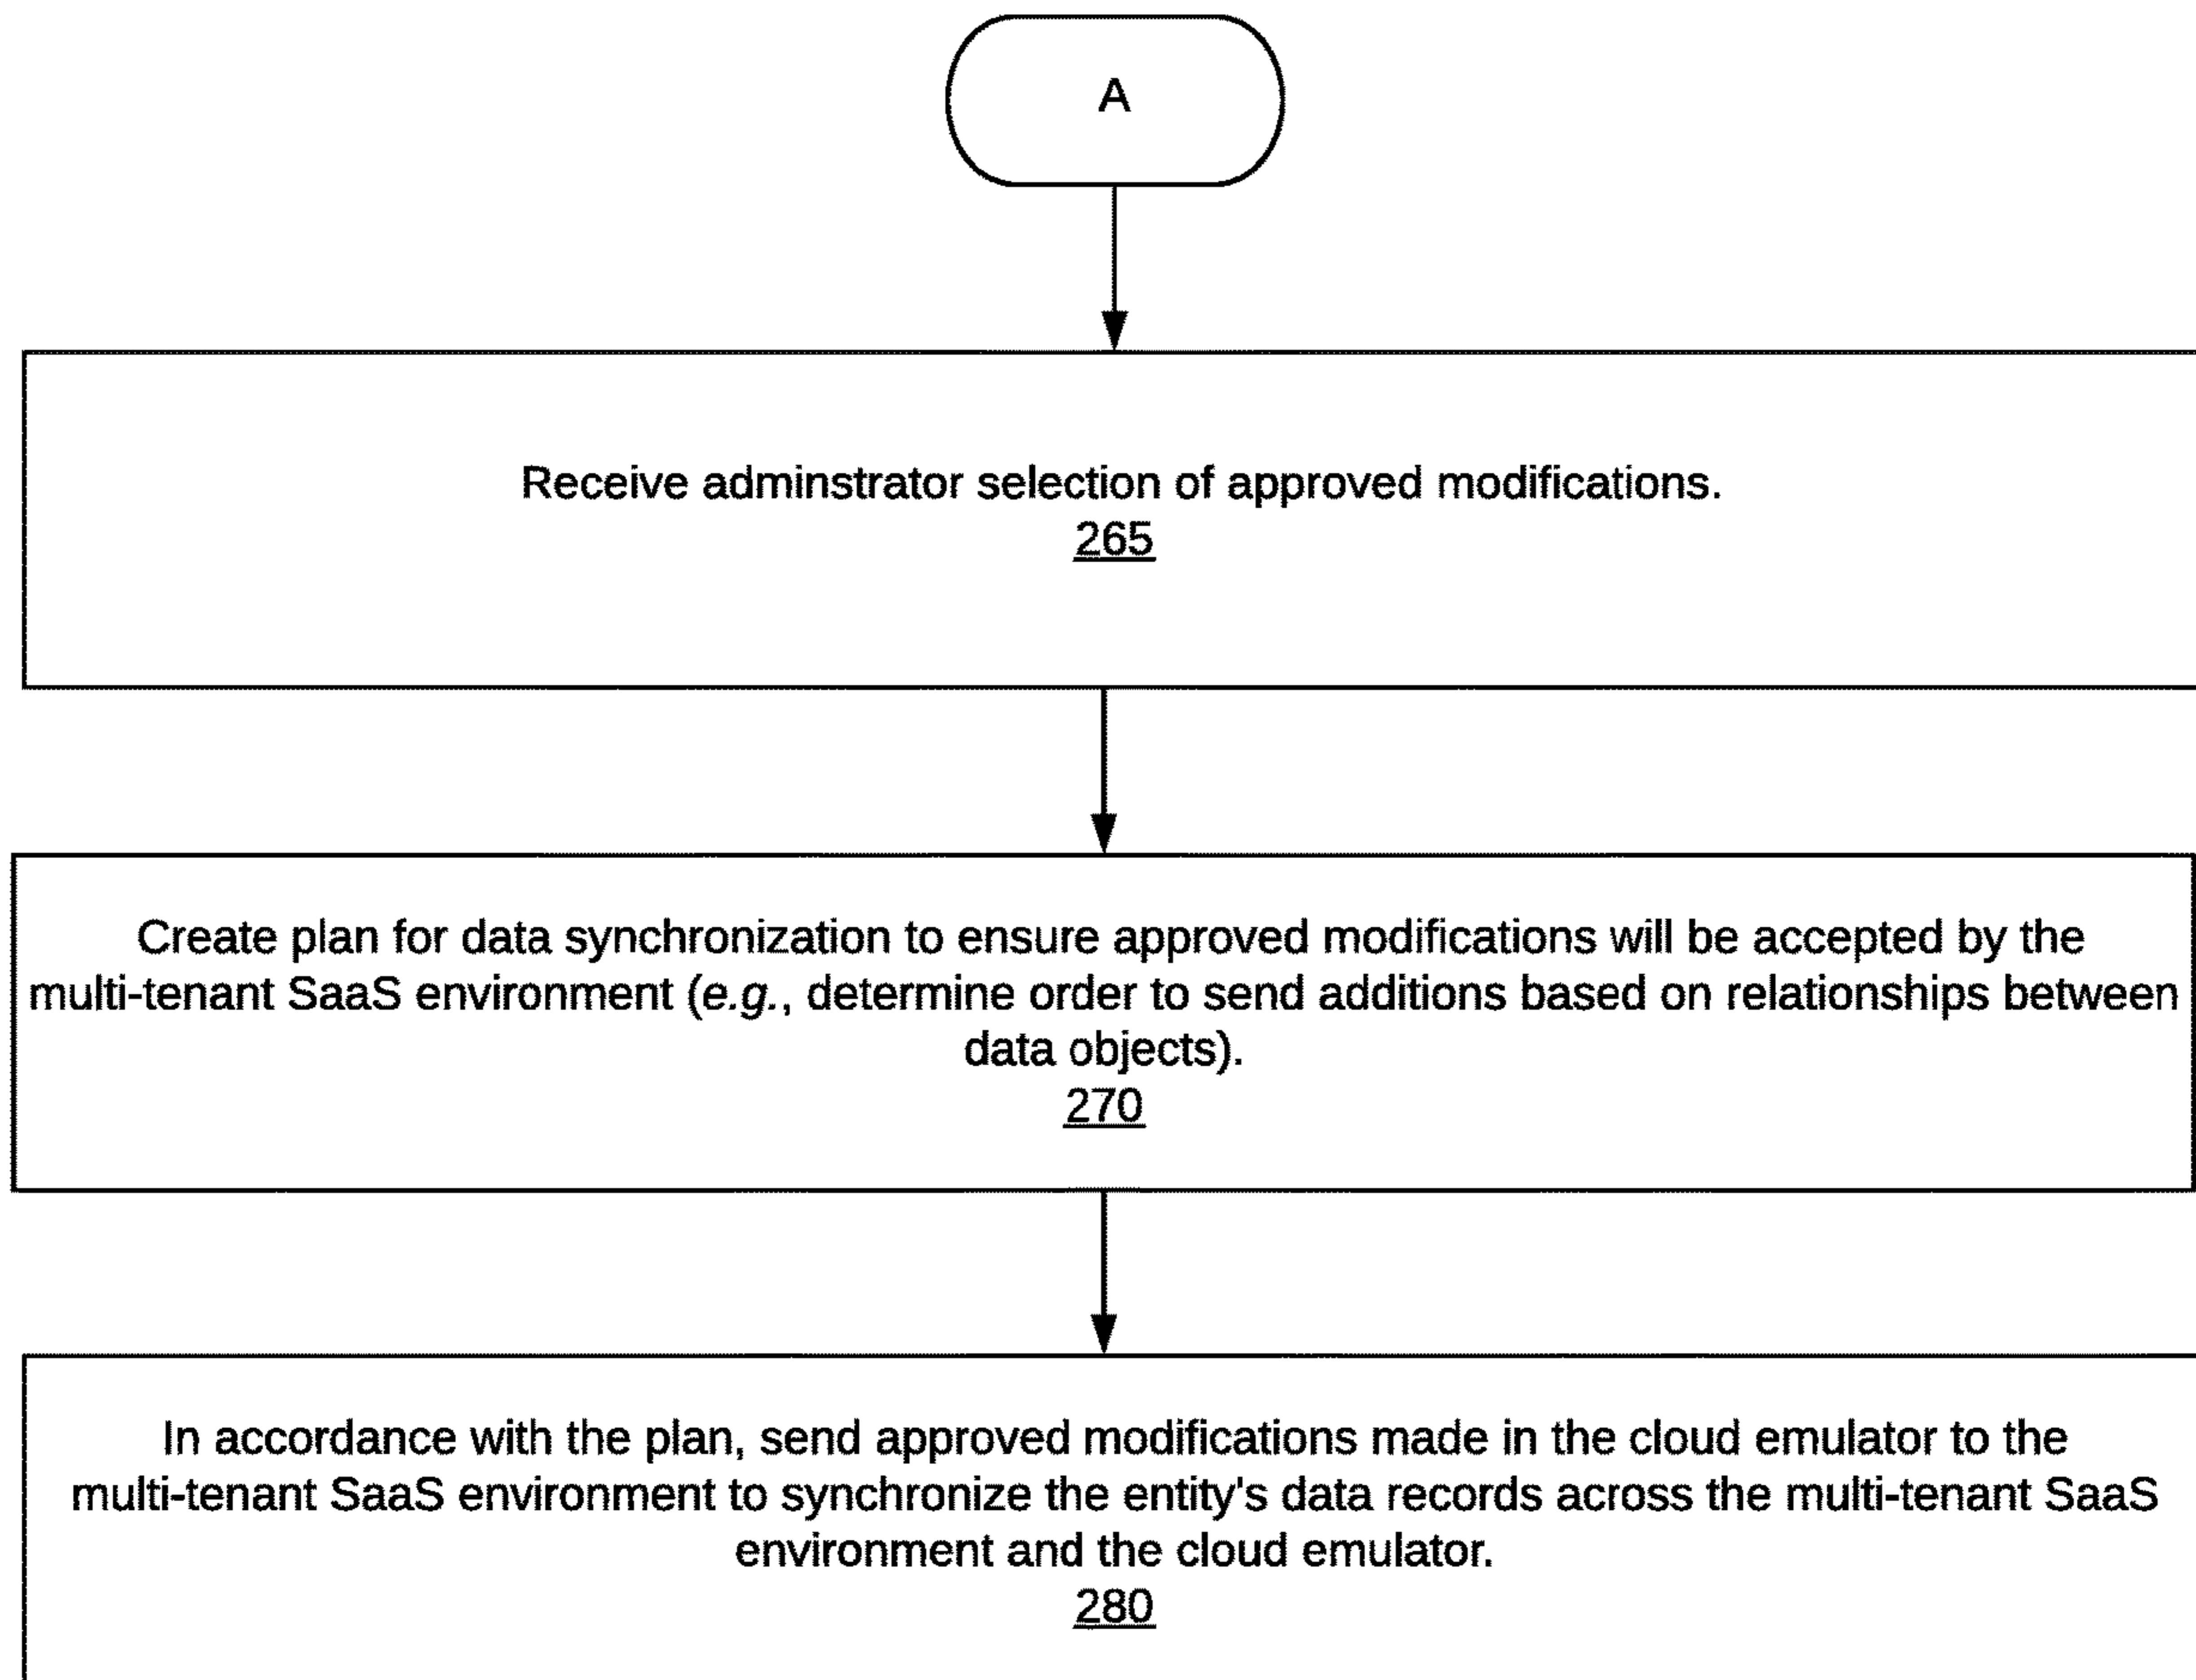 A
Receive adminstrator selection of approved modifications.
265
Create plan for data synchronization to ensure approved modifications will be accepted by the
multi-tenant SaaS environment (e.g., determine order to send additions based on relationships between
data objects).
270
In accordance with the plan, send approved modifications made in the cloud emulator to the
multi-tenant SaaS environment to synchronize the entity's data records across the multi-tenant SaaS
environment and the cloud emulator.
280